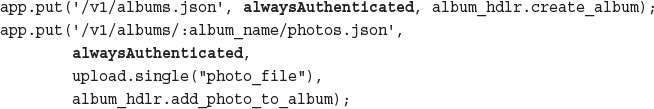 app.put('/v1/albums.json', alwaysAuthenticated, album_hdlr.create_album);
app.put('/v1/albums/:album_name/photos.json',
        alwaysAuthenticated,
        upload.single("photo_file"),
        album_hdlr.add_photo_to_album);